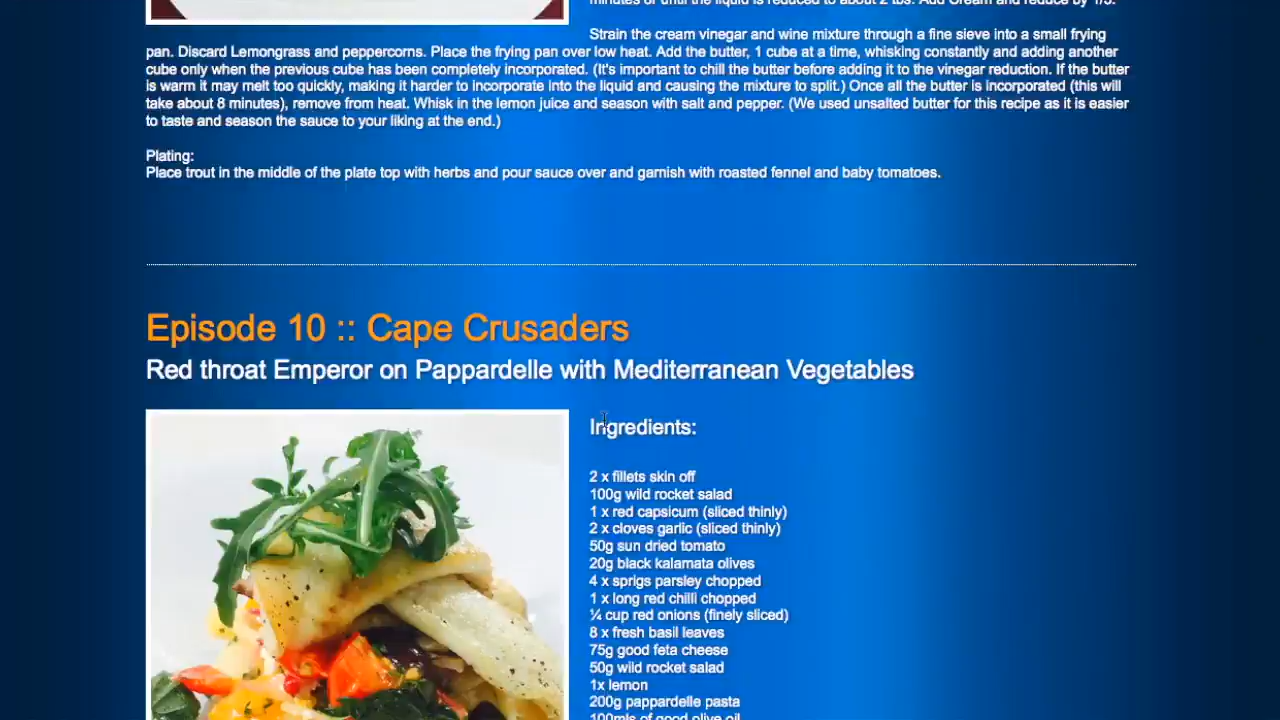 minutes or until the liquid is reduced to about 2 tbs. Add Cream and reduce by 1/3.
Strain the cream vinegar and wine mixture through a fine sieve into a small frying
pan. Discard Lemongrass and peppercorns. Place the frying pan over low heat. Add the butter, 1 cube at a time, whisking constantly and adding another
cube only when the previous cube has been completely incorporated. (It's important to chill the butter before adding it to the vinegar reduction. If the butter
is warm it may melt too quickly, making it harder to incorporate into the liquid and causing the mixture to split.) Once all the butter is incorporated (this will
take about 8 minutes), remove from heat. Whisk in the lemon juice and season with salt and pepper. (We used unsalted butter for this recipe as it is easier
to taste and season the sauce to your liking at the end.)
Plating:
Place trout in the middle of the plate top with herbs and pour sauce over and garnish with roasted fennel and baby tomatoes.
Episode 10 :: Cape Crusaders
Red throat Emperor on Pappardelle with Mediterranean Vegetables
Ingredients:
2 x fillets skin off
100g wild rocket salad
1 x red capsicum (sliced thinly)
2 x cloves garlic (sliced thinly)
50g sun dried tomato
20g black kalamata olives
4 x sprigs parsley chopped
1 x long red chilli chopped
¼ cup red onions (finely sliced)
8 x fresh basil leaves
75g good feta cheese
50g wild rocket salad
1x lemon
200g pappardelle pasta
100mls of good olive oil